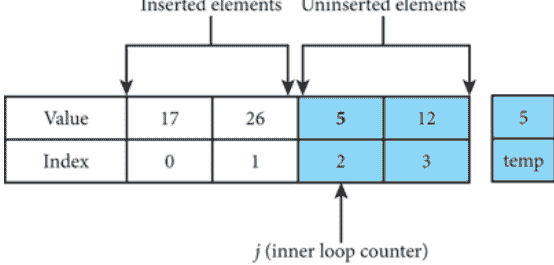 Inserted elements Uninserted elements
Value 17 26 5 12 5
Index 0 1 2 3 temp
j (inner loop counter)